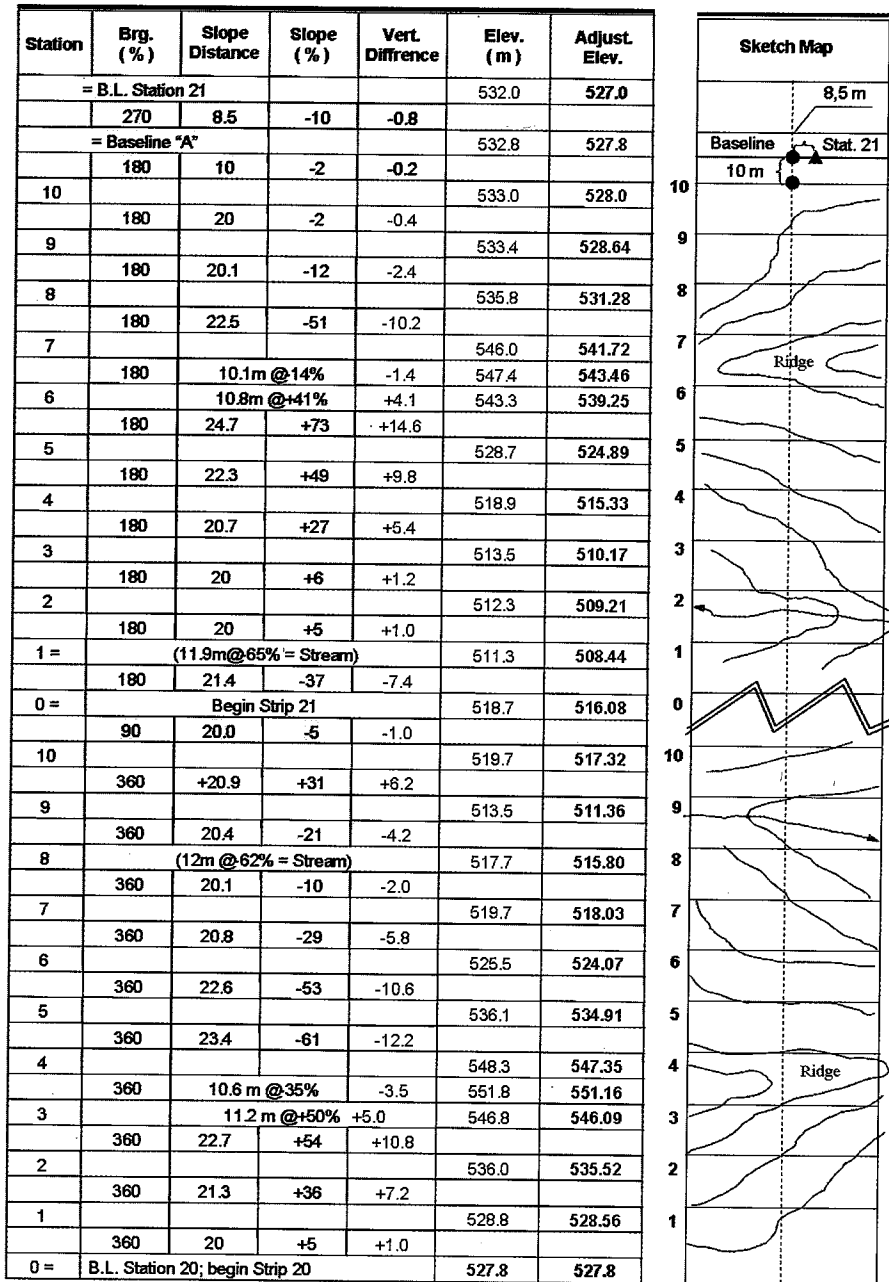 Station Brg. (%) Slope Distance Slope (%) Vert. Diffrence Elev. (m) Adjust. Elev. Sketch Map
= B.L. Station 21 532.0 527.0
270 8.5 -10 -0.8
= Baseline "A" 532.8 527.8
180 10 -2 -0.2
10 533.0 528.0
180 20 -2 -0.4
9 533.4 528.64
180 20.1 -12 -2.4
8 535.8 531.28
180 22.5 -51 -10.2
7 546.0 541.72
180 10.1m @-14% -1.4 547.4 543.46
6 10.8m @+41% +4.1 543.3 539.25
180 24.7 +73 +14.6
5 528.7 524.89
180 22.3 +49 +9.8
4 518.9 515.33
180 20.7 +27 +5.4
3 513.5 510.17
180 20 +6 +1.2
2 512.3 509.21
180 20 +5 +1.0
1 = (11.9m@-65% = Stream) 511.3 508.44
180 21.4 -37 -7.4
0 = Begin Strip 21 518.7 516.08
90 20.0 -5 -1.0
10 519.7 517.32
360 +20.9 +31 +6.2
9 513.5 511.36
360 20.4 -21 -4.2
8 (12m @-62% = Stream) 517.7 515.80
360 20.1 -10 -2.0
7 519.7 518.03
360 20.8 -29 -5.8
6 525.5 524.07
360 22.6 -53 -10.6
5 536.1 534.91
360 23.4 -61 -12.2
4 548.3 547.35
360 10.6 m @-35% -3.5 551.8 551.16
3 11.2 m @+50% +5.0 546.8 546.09
360 22.7 +54 +10.8
2 536.0 535.52
360 21.3 +36 +7.2
1 528.8 528.56
360 20 +5 +1.0
0 = B.L. Station 20; begin Strip 20 527.8 527.8
8,5 m
Baseline Stat. 21
10 m
10
9
8
7
Ridge
6
5
4
3
2
1
0
10
9
8
7
6
5
4
Ridge
3
2
1